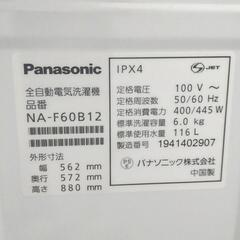 Panasonic
全自動電気洗濯機
品番
NA-F60B12
外形寸法
幅 562 mm
奥行 572 mm
高さ 880 mm
IPX4
JET
定格電圧 100 V ～
定格周波数 50/60 Hz
定格消費電力 400/445 W
標準洗濯容量 6.0 kg
標準使用水量 116 L
製造番号 1941402907
パナソニック株式会社
中国製